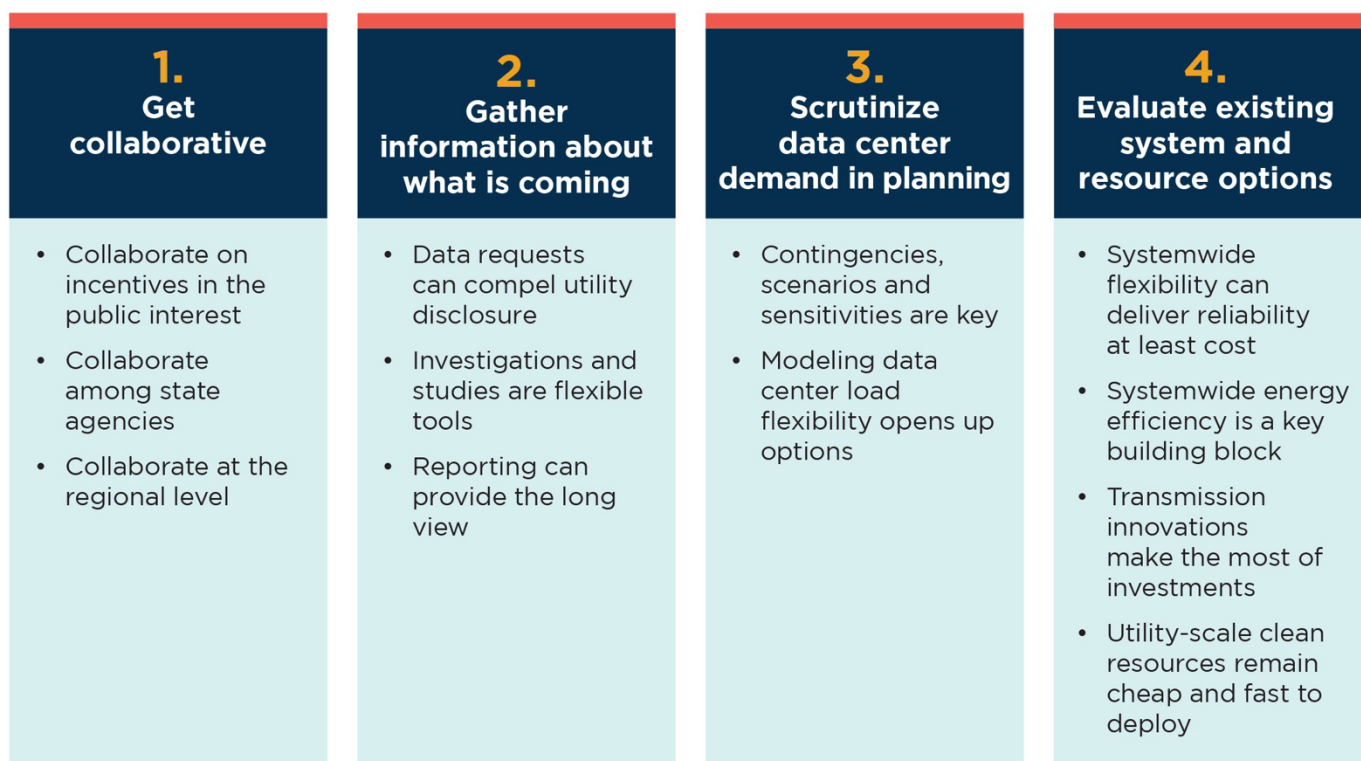 1.
Get
collaborative
• Collaborate on
incentives in the
public interest
• Collaborate
among state
agencies
• Collaborate at the
regional level
2.
Gather
information about
what is coming
• Data requests
can compel utility
disclosure
• Investigations and
studies are flexible
tools
• Reporting can
provide the long
view
3.
Scrutinize
data center
demand in planning
• Contingencies,
scenarios and
sensitivities are key
• Modeling data
center load
flexibility opens up
options
4.
Evaluate existing
system and
resource options
• Systemwide
flexibility can
deliver reliability
at least cost
• Systemwide energy
efficiency is a key
building block
• Transmission
innovations
make the most of
investments
• Utility-scale clean
resources remain
cheap and fast to
deploy